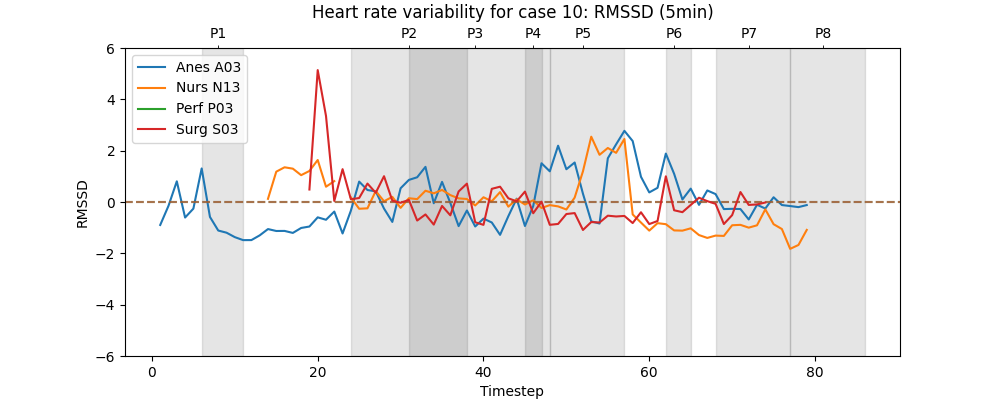 Heart rate variability for case 10: RMSSD (5min)
P1 P2 P3 P4 P5 P6 P7 P8
Anes A03
Nurs N13
Perf P03
Surg S03
RMSSD
6
4
2
0
−2
−4
−6
0 20 40 60 80
Timestep